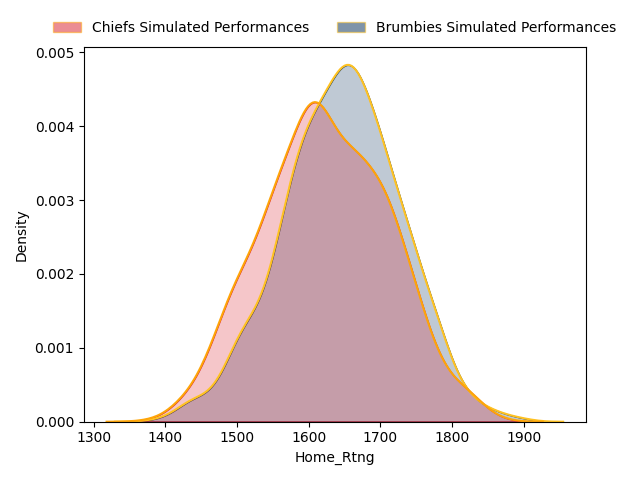 Chiefs Simulated Performances
Brumbies Simulated Performances
0.005
0.004
0.003
0.002
0.001
0.000
Density
1300 1400 1500 1600 1700 1800 1900
Home_Rtng